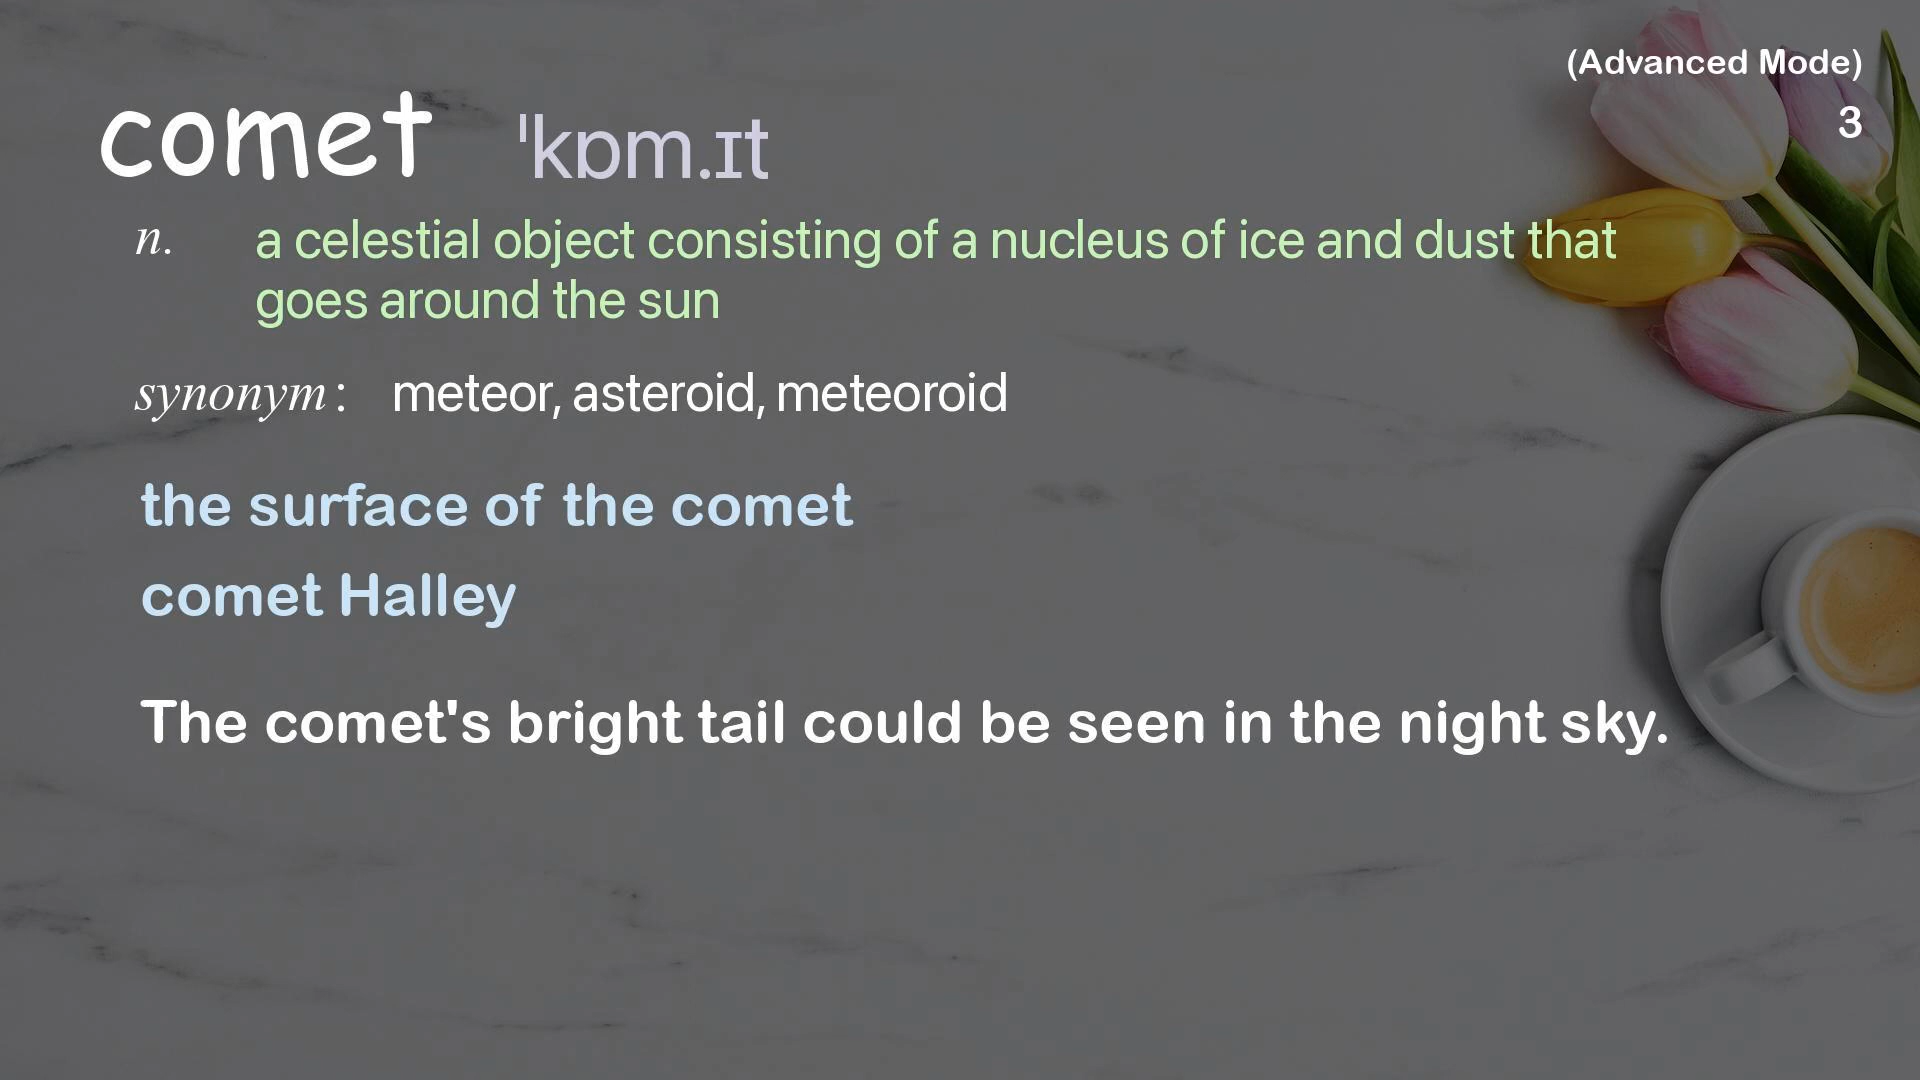 (Advanced Mode)
3
comet ˈkɒm.ɪt
n. a celestial object consisting of a nucleus of ice and dust that
goes around the sun
synonym: meteor, asteroid, meteoroid
the surface of the comet
comet Halley
The comet's bright tail could be seen in the night sky.